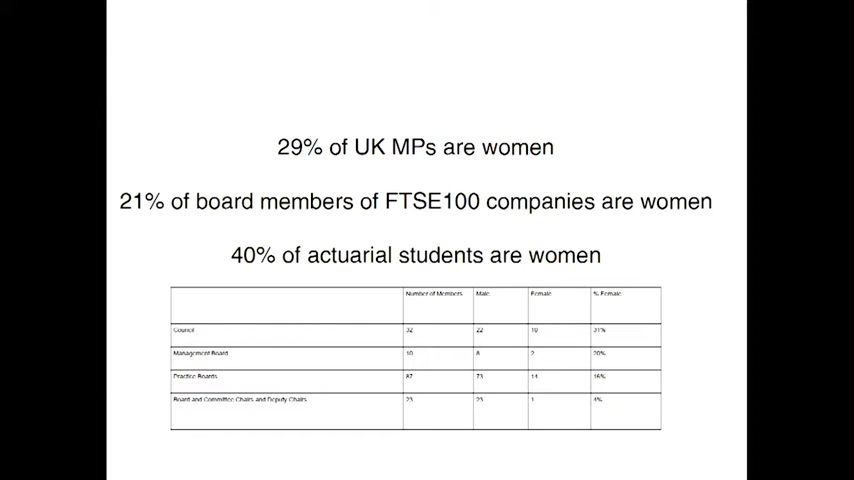 29% of UK MPs are women
21% of board members of FTSE100 companies are women
40% of actuarial students are women
Number of Members Male Female % Female
Council 32 22 10 31%
Management Board 10 8 2 20%
Practice Boards 87 73 14 16%
Board and Committee Chairs and Deputy Chairs 23 23 1 4%